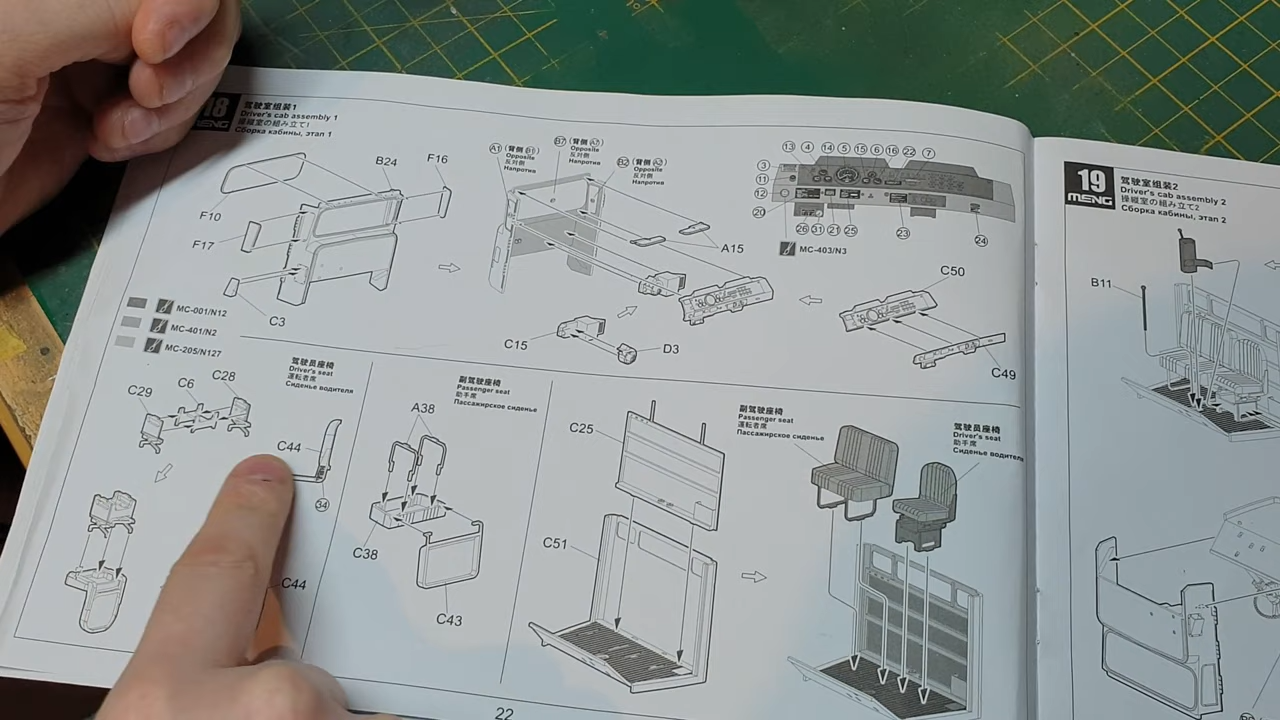 18
MENG
驾驶室组装1
Driver's cab assembly 1
操縦室の組み立て1
Сборка кабины, этап 1
F10
F17
C3
B24
F16
A1 (背侧 B1)
Opposite
反対側
Напротив
B7 (背侧 A7)
Opposite
反対側
Напротив
B2 (背侧 A2)
Opposite
反対側
Напротив
A15
C15
D3
3
13
4
14
5
15
6
16
22
7
11
12
20
26
31
21
25
23
24
MC-403/N3
C50
C49
MC-001/N12
MC-401/N2
MC-205/N127
驾驶员座椅
Driver's seat
運転者席
Сиденье водителя
C29
C6
C28
C44
34
C44
副驾驶座椅
Passenger seat
助手席
Пассажирское сиденье
A38
C38
C43
C25
C51
副驾驶座椅
Passenger seat
運転者席
Пассажирское сиденье
驾驶员座椅
Driver's seat
助手席
Сиденье водителя
22
19
MENG
驾驶室组装2
Driver's cab assembly 2
操縦室の組み立て2
Сборка кабины, этап 2
B11